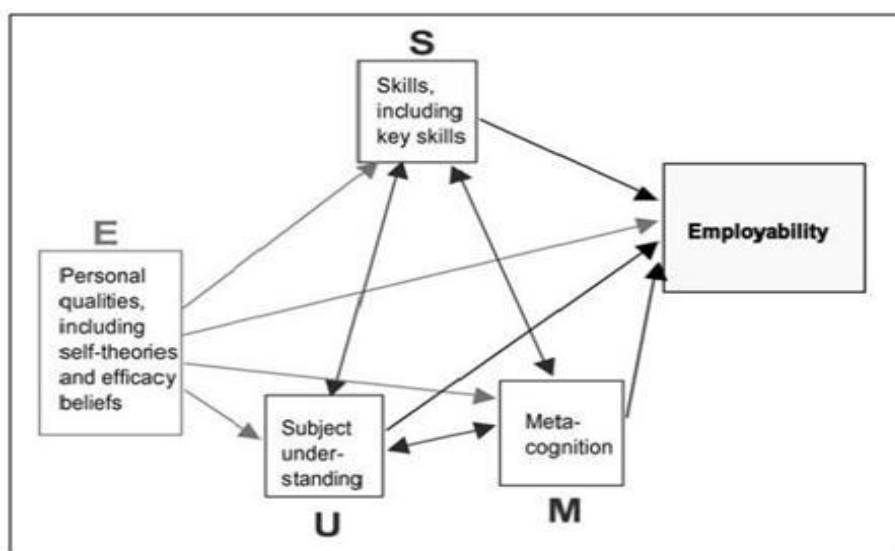 S
Skills,
including
key skills
Employability
E
Personal
qualities,
including
self-theories
and efficacy
beliefs
Subject
under-
standing
U
Meta-
cognition
M